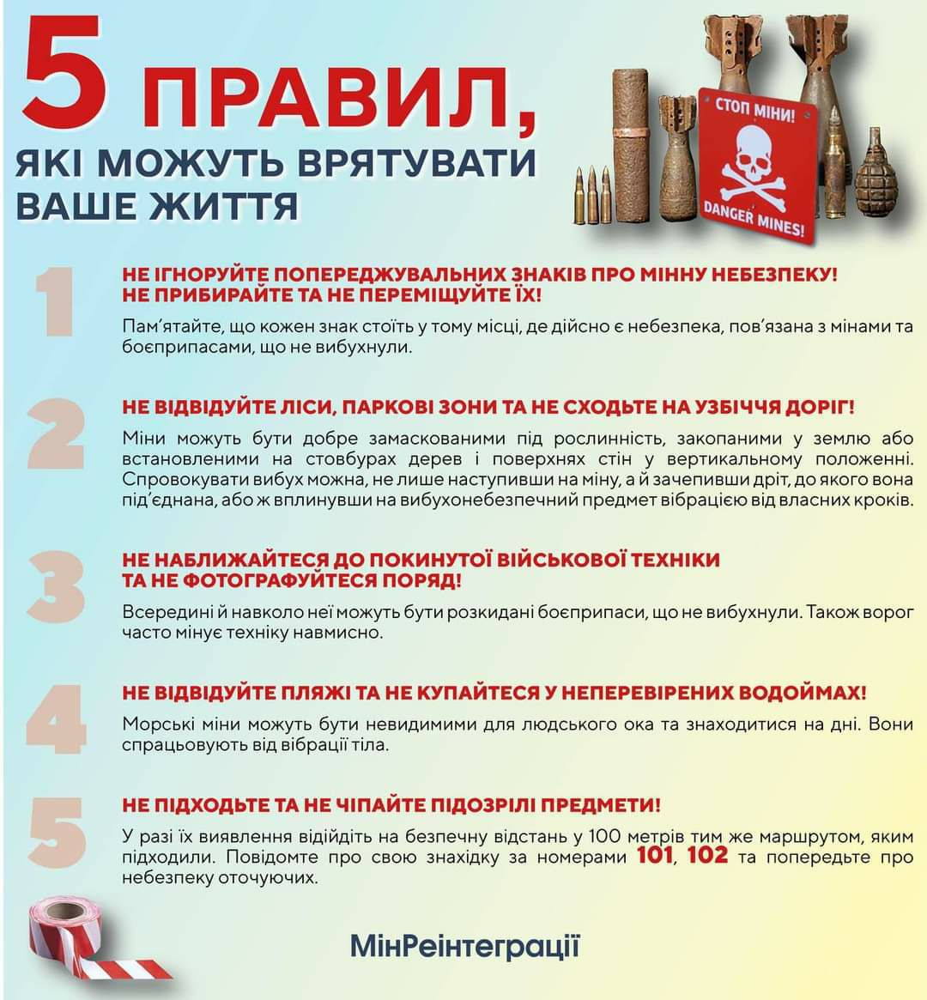 5 ПРАВИЛ,
ЯКІ МОЖУТЬ ВРЯТУВАТИ
ВАШЕ ЖИТТЯ
СТОП МІНИ!
DANGER MINES!
1
НЕ ІГНОРУЙТЕ ПОПЕРЕДЖУВАЛЬНИХ ЗНАКІВ ПРО МІННУ НЕБЕЗПЕКУ!
НЕ ПРИБИРАЙТЕ ТА НЕ ПЕРЕМІЩУЙТЕ ЇХ!
Пам’ятайте, що кожен знак стоїть у тому місці, де дійсно є небезпека, пов’язана з мінами та
боєприпасами, що не вибухнули.
2
НЕ ВІДВІДУЙТЕ ЛІСИ, ПАРКОВІ ЗОНИ ТА НЕ СХОДЬТЕ НА УЗБІЧЧЯ ДОРІГ!
Міни можуть бути добре замаскованими під рослинність, закопаними у землю або
встановленими на стовбурах дерев і поверхнях стін у вертикальному положенні.
Спровокувати вибух можна, не лише наступивши на міну, а й зачепивши дріт, до якого вона
під’єднана, або ж вплинувши на вибухонебезпечний предмет вібрацією від власних кроків.
3
НЕ НАБЛИЖАЙТЕСЯ ДО ПОКИНУТОЇ ВІЙСЬКОВОЇ ТЕХНІКИ
ТА НЕ ФОТОГРАФУЙТЕСЯ ПОРЯД!
Всередині й навколо неї можуть бути розкидані боєприпаси, що не вибухнули. Також ворог
часто мінує техніку навмисно.
4
НЕ ВІДВІДУЙТЕ ПЛЯЖІ ТА НЕ КУПАЙТЕСЯ У НЕПЕРЕВІРЕНИХ ВОДОЙМАХ!
Морські міни можуть бути невидимими для людського ока та знаходитися на дні. Вони
спрацьовують від вібрації тіла.
5
НЕ ПІДХОДЬТЕ ТА НЕ ЧІПАЙТЕ ПІДОЗРІЛІ ПРЕДМЕТИ!
У разі їх виявлення відійдіть на безпечну відстань у 100 метрів тим же маршрутом, яким
підходили. Повідомте про свою знахідку за номерами 101, 102 та попередьте про
небезпеку оточуючих.
МінРеінтеграції